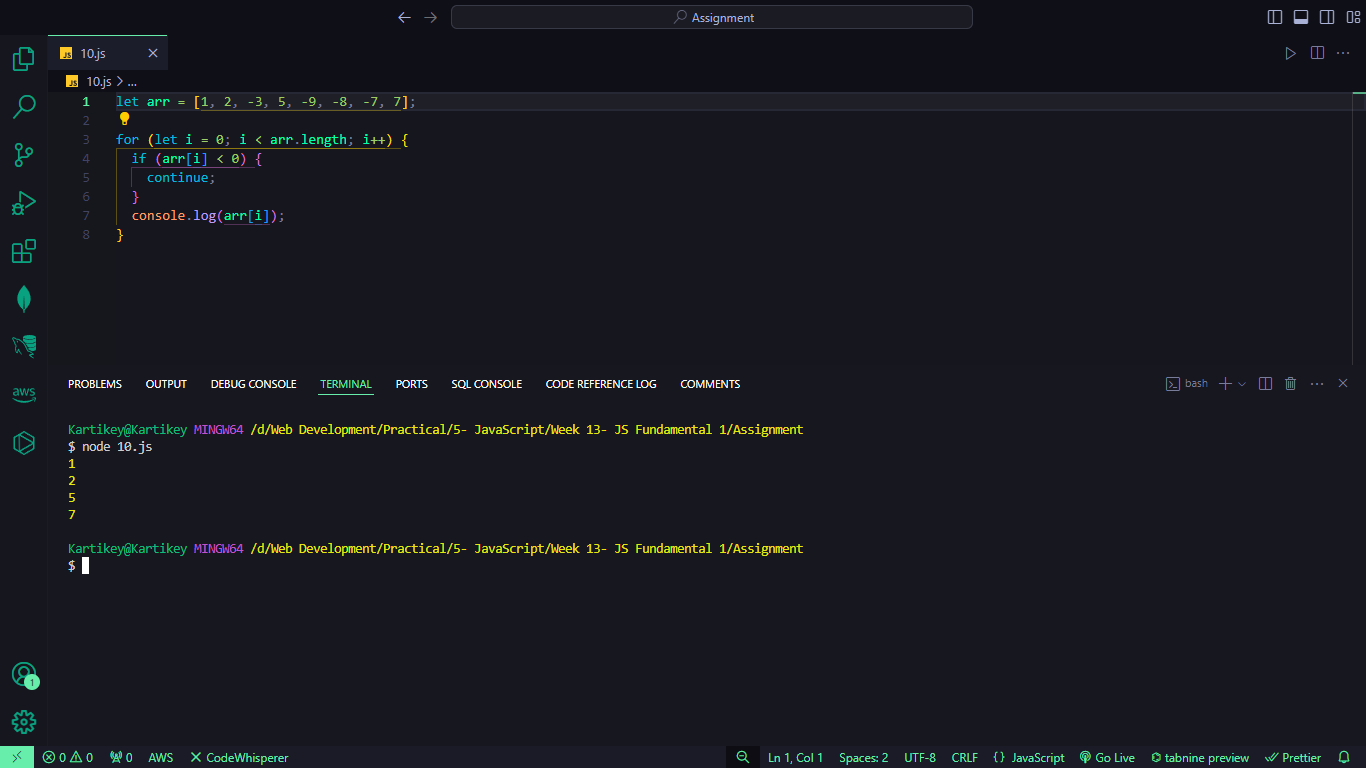 Assignment
JS 10.js
JS 10.js > ...
1 let arr = [1, 2, -3, 5, -9, -8, -7, 7];
2
3 for (let i = 0; i < arr.length; i++) {
4 if (arr[i] < 0) {
5 continue;
6 }
7 console.log(arr[i]);
8 }
aws
PROBLEMS OUTPUT DEBUG CONSOLE TERMINAL PORTS SQL CONSOLE CODE REFERENCE LOG COMMENTS bash
Kartikey@Kartikey MINGW64 /d/Web Development/Practical/5- JavaScript/Week 13- JS Fundamental 1/Assignment
$ node 10.js
1
2
5
7
Kartikey@Kartikey MINGW64 /d/Web Development/Practical/5- JavaScript/Week 13- JS Fundamental 1/Assignment
$
1
0 0 0 AWS CodeWhisperer Ln 1, Col 1 Spaces: 2 UTF-8 CRLF {} JavaScript Go Live tabnine preview Prettier